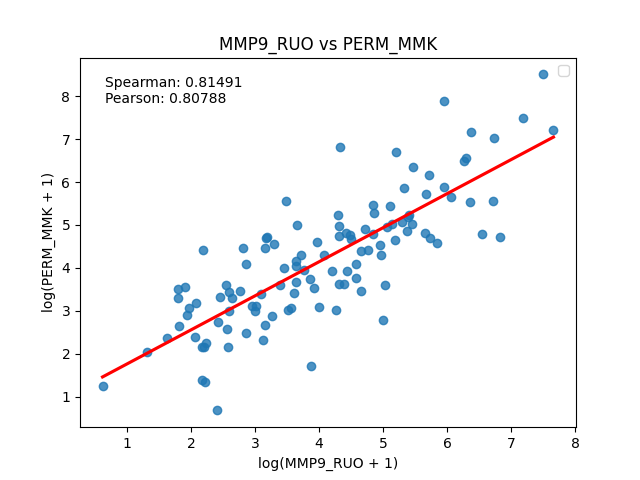 MMP9_RUO vs PERM_MMK
Spearman: 0.81491
Pearson: 0.80788
log(PERM_MMK + 1)
8
7
6
5
4
3
2
1
1 2 3 4 5 6 7 8
log(MMP9_RUO + 1)